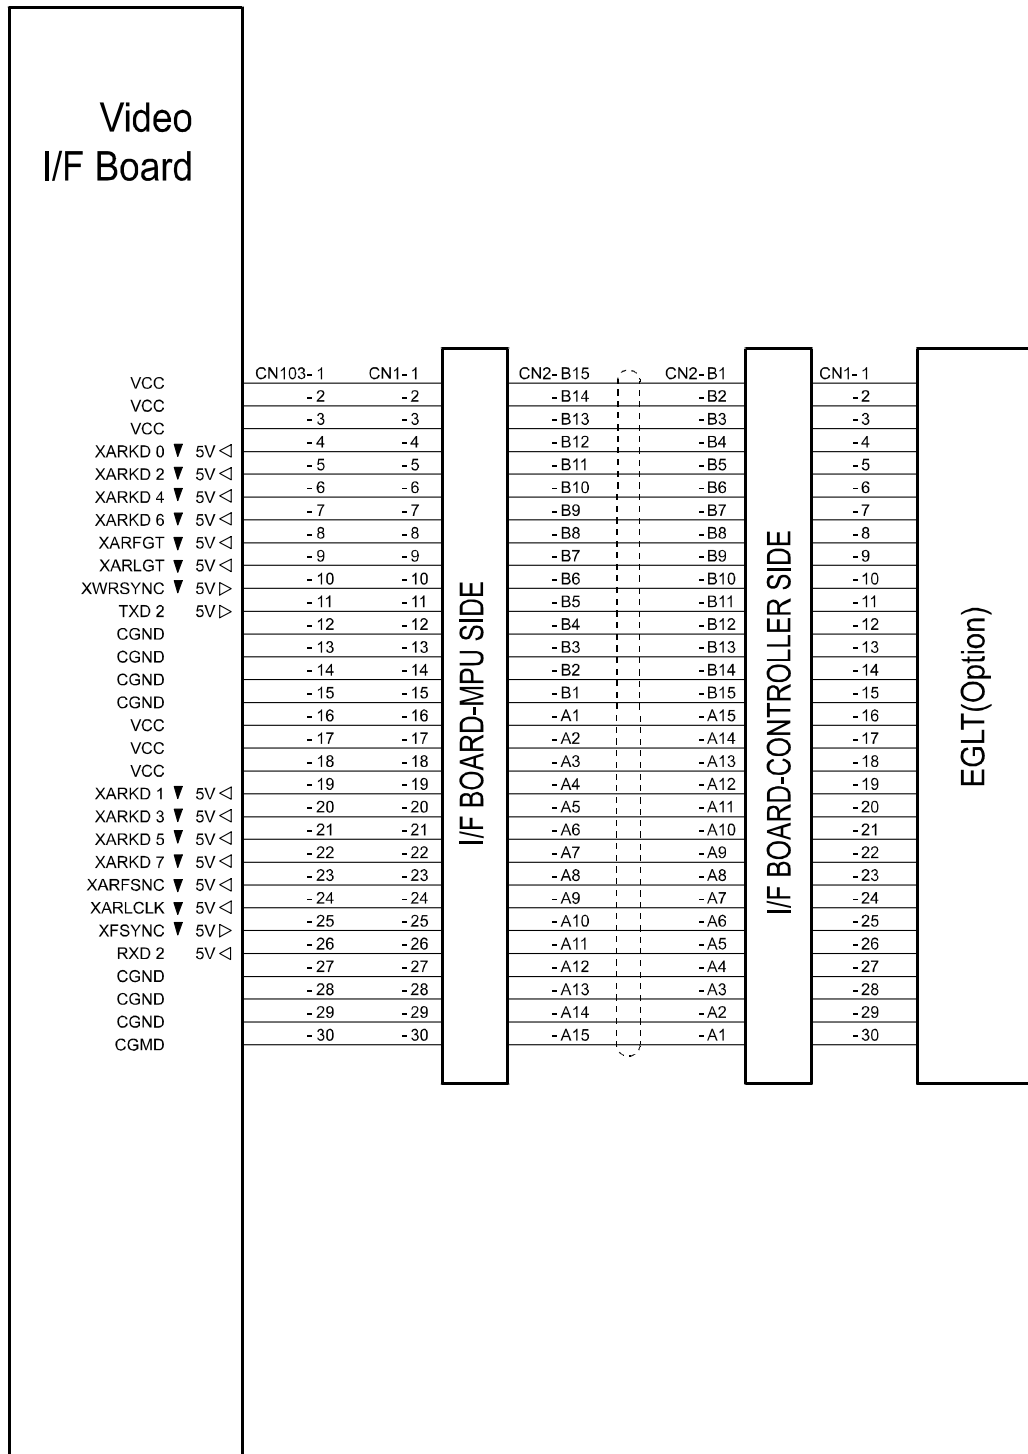 Video
I/F Board
VCC CN103-1 CN1-1 CN2-B15 CN2-B1 CN1-1
VCC -2 -2 -B14 -B2 -2
VCC -3 -3 -B13 -B3 -3
XARKD 0 ▼ 5V ◁ -4 -4 -B12 -B4 -4
XARKD 2 ▼ 5V ◁ -5 -5 -B11 -B5 -5
XARKD 4 ▼ 5V ◁ -6 -6 -B10 -B6 -6
XARKD 6 ▼ 5V ◁ -7 -7 -B9 -B7 -7
XARFGT ▼ 5V ◁ -8 -8 -B8 -B8 -8
XARLGT ▼ 5V ◁ -9 -9 -B7 -B9 -9
XWRSYNC ▼ 5V ▷ -10 -10 -B6 -B10 -10
TXD 2 5V ▷ -11 -11 -B5 -B11 -11
CGND -12 -12 -B4 -B12 -12
CGND -13 -13 -B3 -B13 -13
CGND -14 -14 -B2 -B14 -14
CGND -15 -15 -B1 -B15 -15
VCC -16 -16 -A1 -A15 -16
VCC -17 -17 -A2 -A14 -17
VCC -18 -18 -A3 -A13 -18
XARKD 1 ▼ 5V ◁ -19 -19 -A4 -A12 -19
XARKD 3 ▼ 5V ◁ -20 -20 -A5 -A11 -20
XARKD 5 ▼ 5V ◁ -21 -21 -A6 -A10 -21
XARKD 7 ▼ 5V ◁ -22 -22 -A7 -A9 -22
XARFSNC ▼ 5V ◁ -23 -23 -A8 -A8 -23
XARLCLK ▼ 5V ◁ -24 -24 -A9 -A7 -24
XFSYNC ▼ 5V ▷ -25 -25 -A10 -A6 -25
RXD 2 5V ◁ -26 -26 -A11 -A5 -26
CGND -27 -27 -A12 -A4 -27
CGND -28 -28 -A13 -A3 -28
CGND -29 -29 -A14 -A2 -29
CGMD -30 -30 -A15 -A1 -30
I/F BOARD-MPU SIDE
I/F BOARD-CONTROLLER SIDE
EGLT(Option)